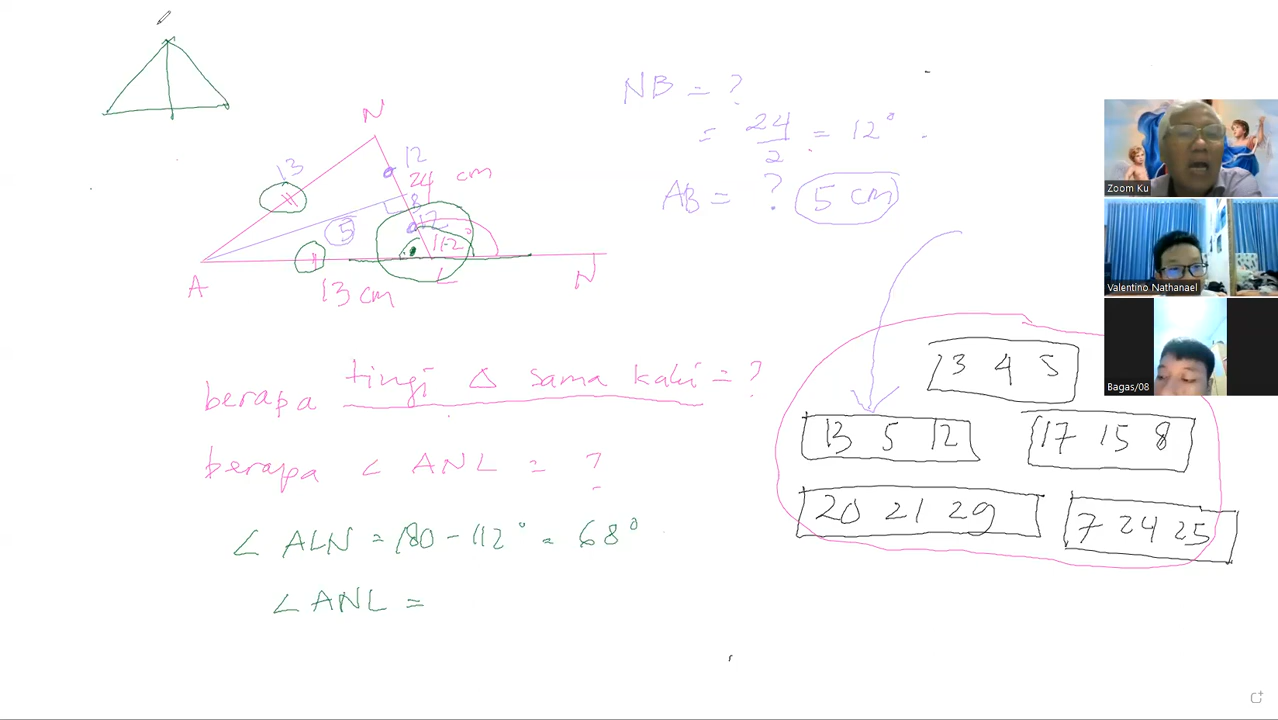 NB = ?
= 24/2 = 12°
AB = ? 5 cm
N
13
12
24 cm
B
5
12
112°
A
13 cm
L
N
berapa tingi △ sama kaki = ?
berapa ∠ ANL = ?
∠ ALN = 180 - 112° = 68°
∠ ANL =
3 4 5
13 5 12
17 15 8
20 21 29
7 24 25
Zoom Ku
Valentino Nathanael
Bagas/08